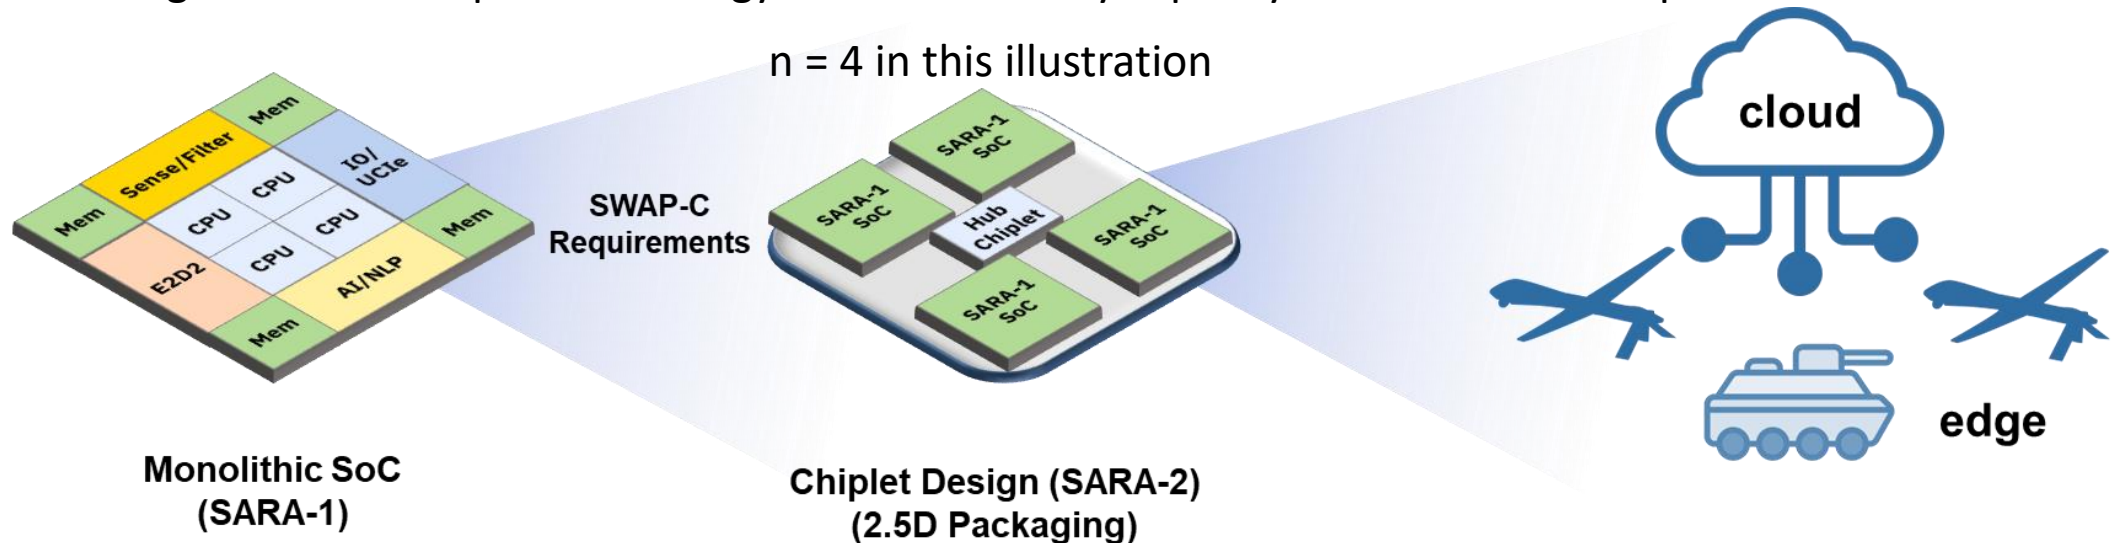 n = 4 in this illustration
Mem
Sense/Filter
Mem
CPU
IO/
UCIe
CPU
CPU
Mem
CPU
E2D2
AI/NLP
Mem
Monolithic SoC
(SARA-1)
SWAP-C
Requirements
SARA-1
SoC
SARA-1
SoC
Hub
Chiplet
SARA-1
SoC
SARA-1
SoC
Chiplet Design (SARA-2)
(2.5D Packaging)
cloud
edge